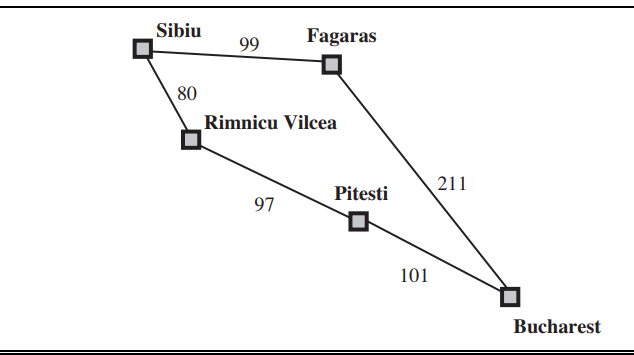 Sibiu
99
Fagaras
80
Rimnicu Vilcea
97
Pitesti
211
101
Bucharest